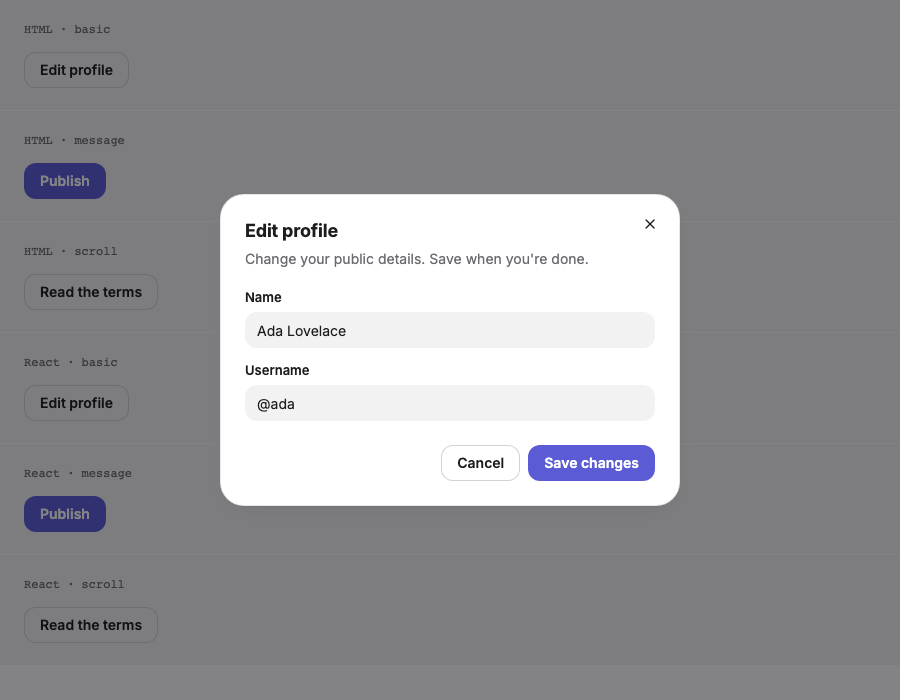 HTML · basic
Edit profile
HTML · message
Publish
HTML · scroll
Read the terms
React · basic
Edit profile
React · message
Publish
React · scroll
Read the terms
Edit profile
Change your public details. Save when you're done.
Name
Ada Lovelace
Username
@ada
Cancel Save changes